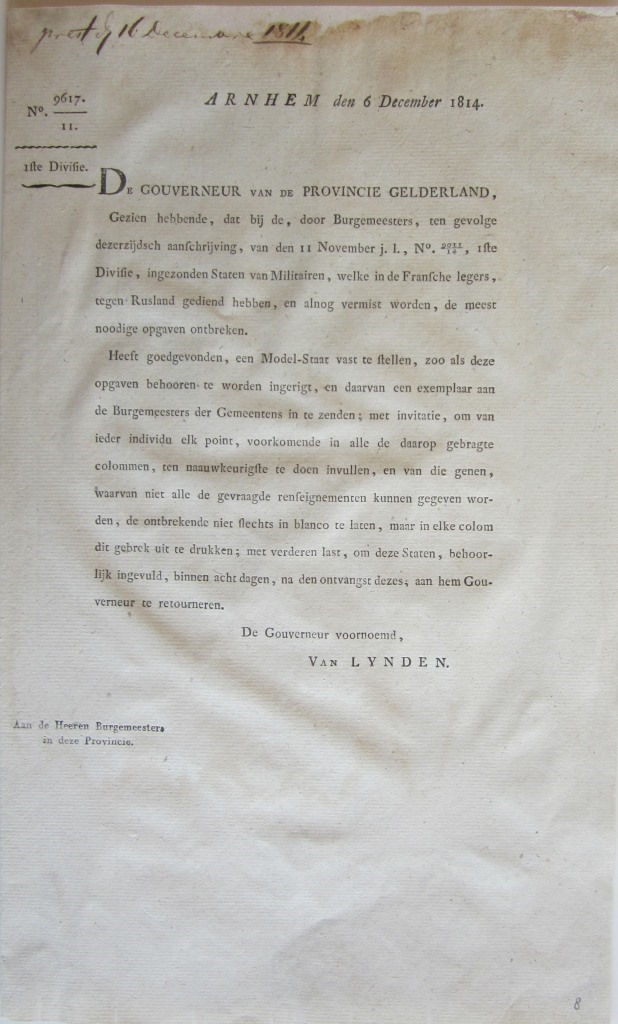 16 Decem 1814
ARNHEM den 6 December 1814.
N°. 9617.
11.
1ſte Diviſie.
DE GOUVERNEUR VAN DE PROVINCIE GELDERLAND,
Gezien hebbende, dat bij de, door Burgemeesters, ten gevolge
dezerzijdsch aanſchrijving, van den 11 November j. l., N°. 1ſte
Diviſie, ingezonden Staten van Militairen, welke in de Franſche legers,
tegen Rusland gediend hebben, en alnog vermist worden, de meest
noodige opgaven ontbreken.
Heeft goedgevonden, een Model-Staat vast te ſtellen, zoo als deze
opgaven behooren te worden ingerigt, en daarvan een exemplaar aan
de Burgemeesters der Gemeentens in te zenden; met invitatie, om van
ieder individu elk point, voorkomende in alle de daarop gebragte
colommen, ten naauwkeurigſte te doen invullen, en van die genen,
waarvan niet alle de gevraagde renſeignementen kunnen gegeven wor-
den, de ontbrekende niet ſlechts in blanco te laten, maar in elke colom
dit gebrek uit te drukken; met verderen last, om deze Staten, behoor-
lijk ingevuld, binnen acht dagen, na den ontvangst dezes, aan hem Gou-
verneur te retourneren.
De Gouverneur voornoemd,
VAN LYNDEN.
Aan de Heeren Burgemeesters
in deze Provincie.
8